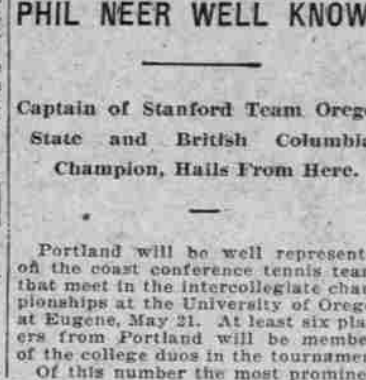 PHIL NEER WELL KNOW
Captain of Stanford Team Orego
State and British Columbia
Champion, Hails From Here.
Portland will be well represent
on the coast conference tennis tea
that meet in the intercollegiate cha
pionships at the University of Oreg
at Eugene, May 21. At least six pla
ers from Portland will be membe
of the college duos in the tourname
Of this number the most promine